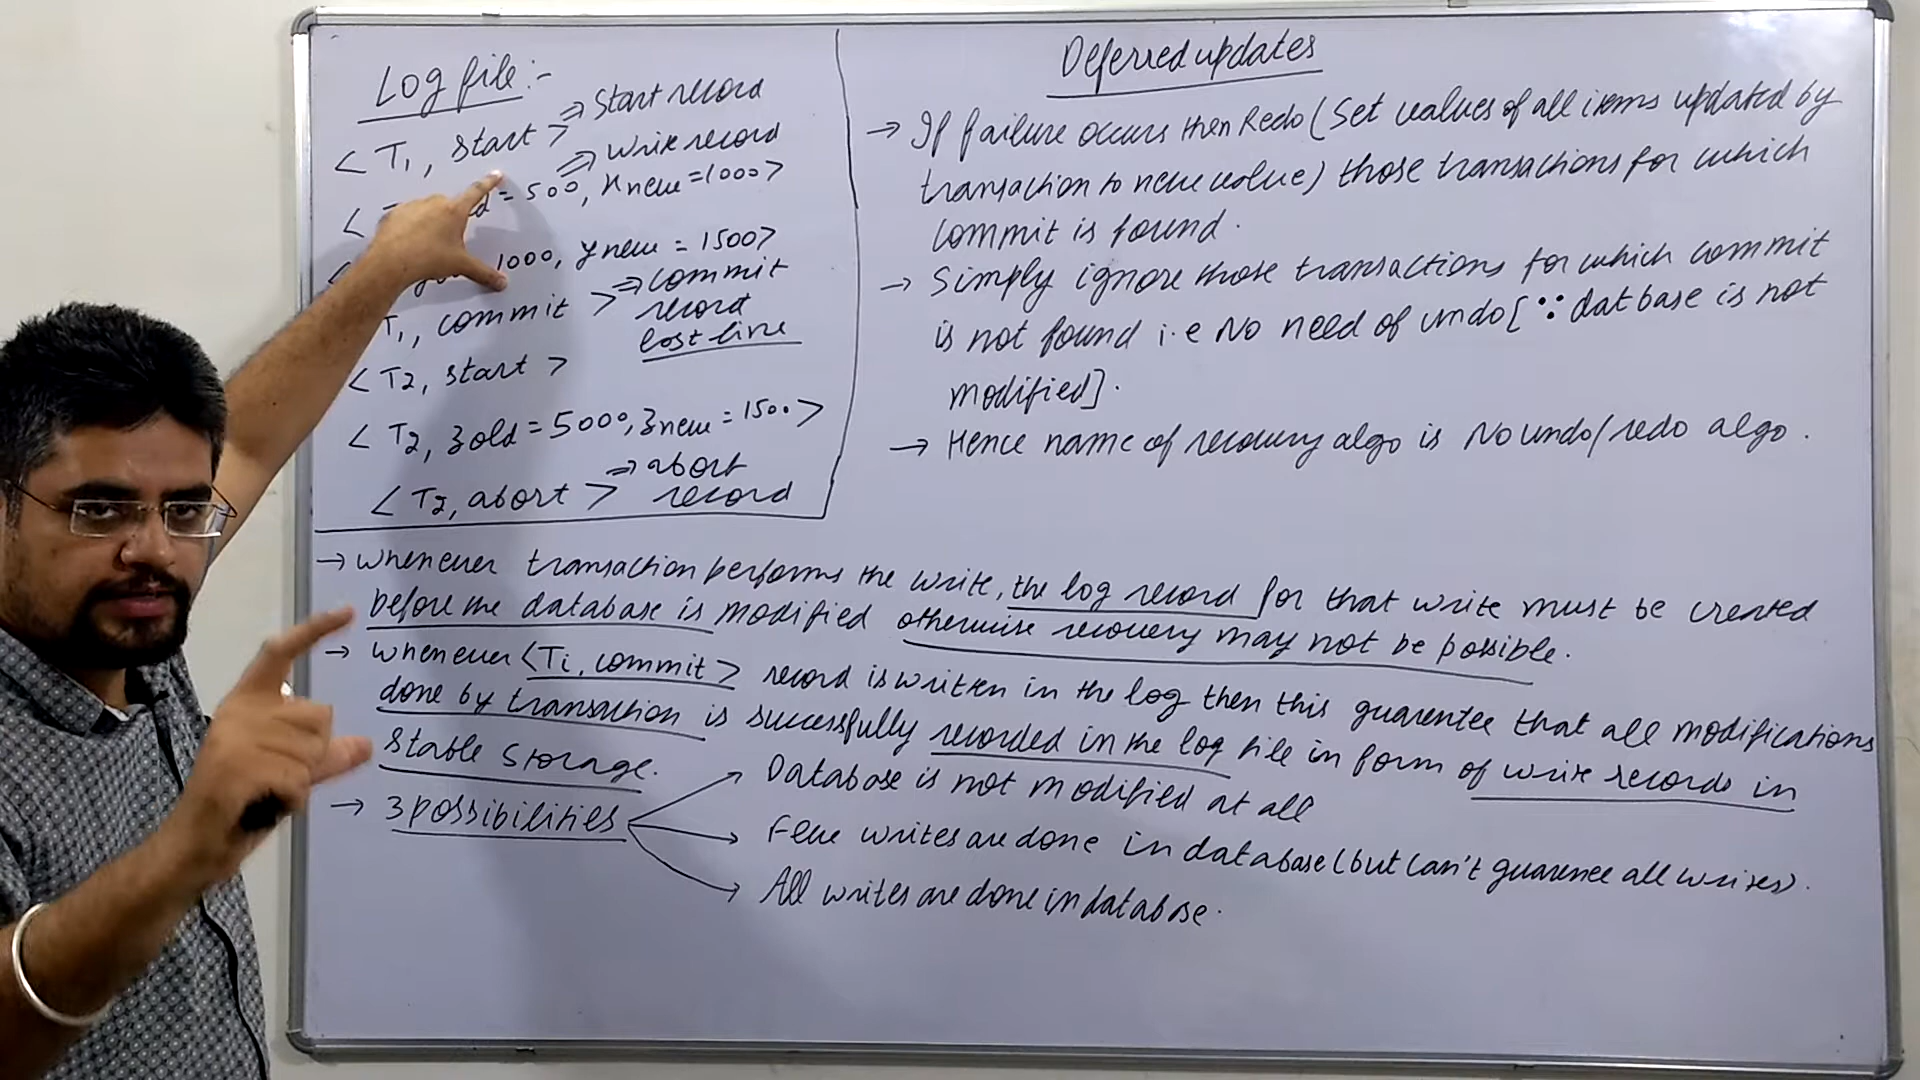 Log file :-
< T1, start > ⇒ Start record
⇒ write record
< = 500, xnew = 1000 >
< 1000, ynew = 1500 >
T1, commit > ⇒ commit
record
lost line
< T2, start >
< T2, zold = 5000, znew = 1500 >
< T2, abort > ⇒ abort
record
Deferred updates
→ If failure occurs then Redo (Set values of all items updated by
transaction to new value) those transactions for which
commit is found.
→ Simply ignore those transactions for which commit
is not found i.e No need of undo [∵ datbase is not
modified].
→ Hence name of recovery algo is No undo/redo algo.
→ whenever transaction performs the write, the log record for that write must be created
before the database is modified otherwise recovery may not be possible.
→ whenever <Ti, commit> record is written in the log then this guarentee that all modifications
done by transaction is successfully recorded in the log file in form of write records in
stable storage.
→ 3 possibilities
→ Database is not modified at all
→ Few writes are done in database (but can't guarenee all writes).
→ All writes are done in database.